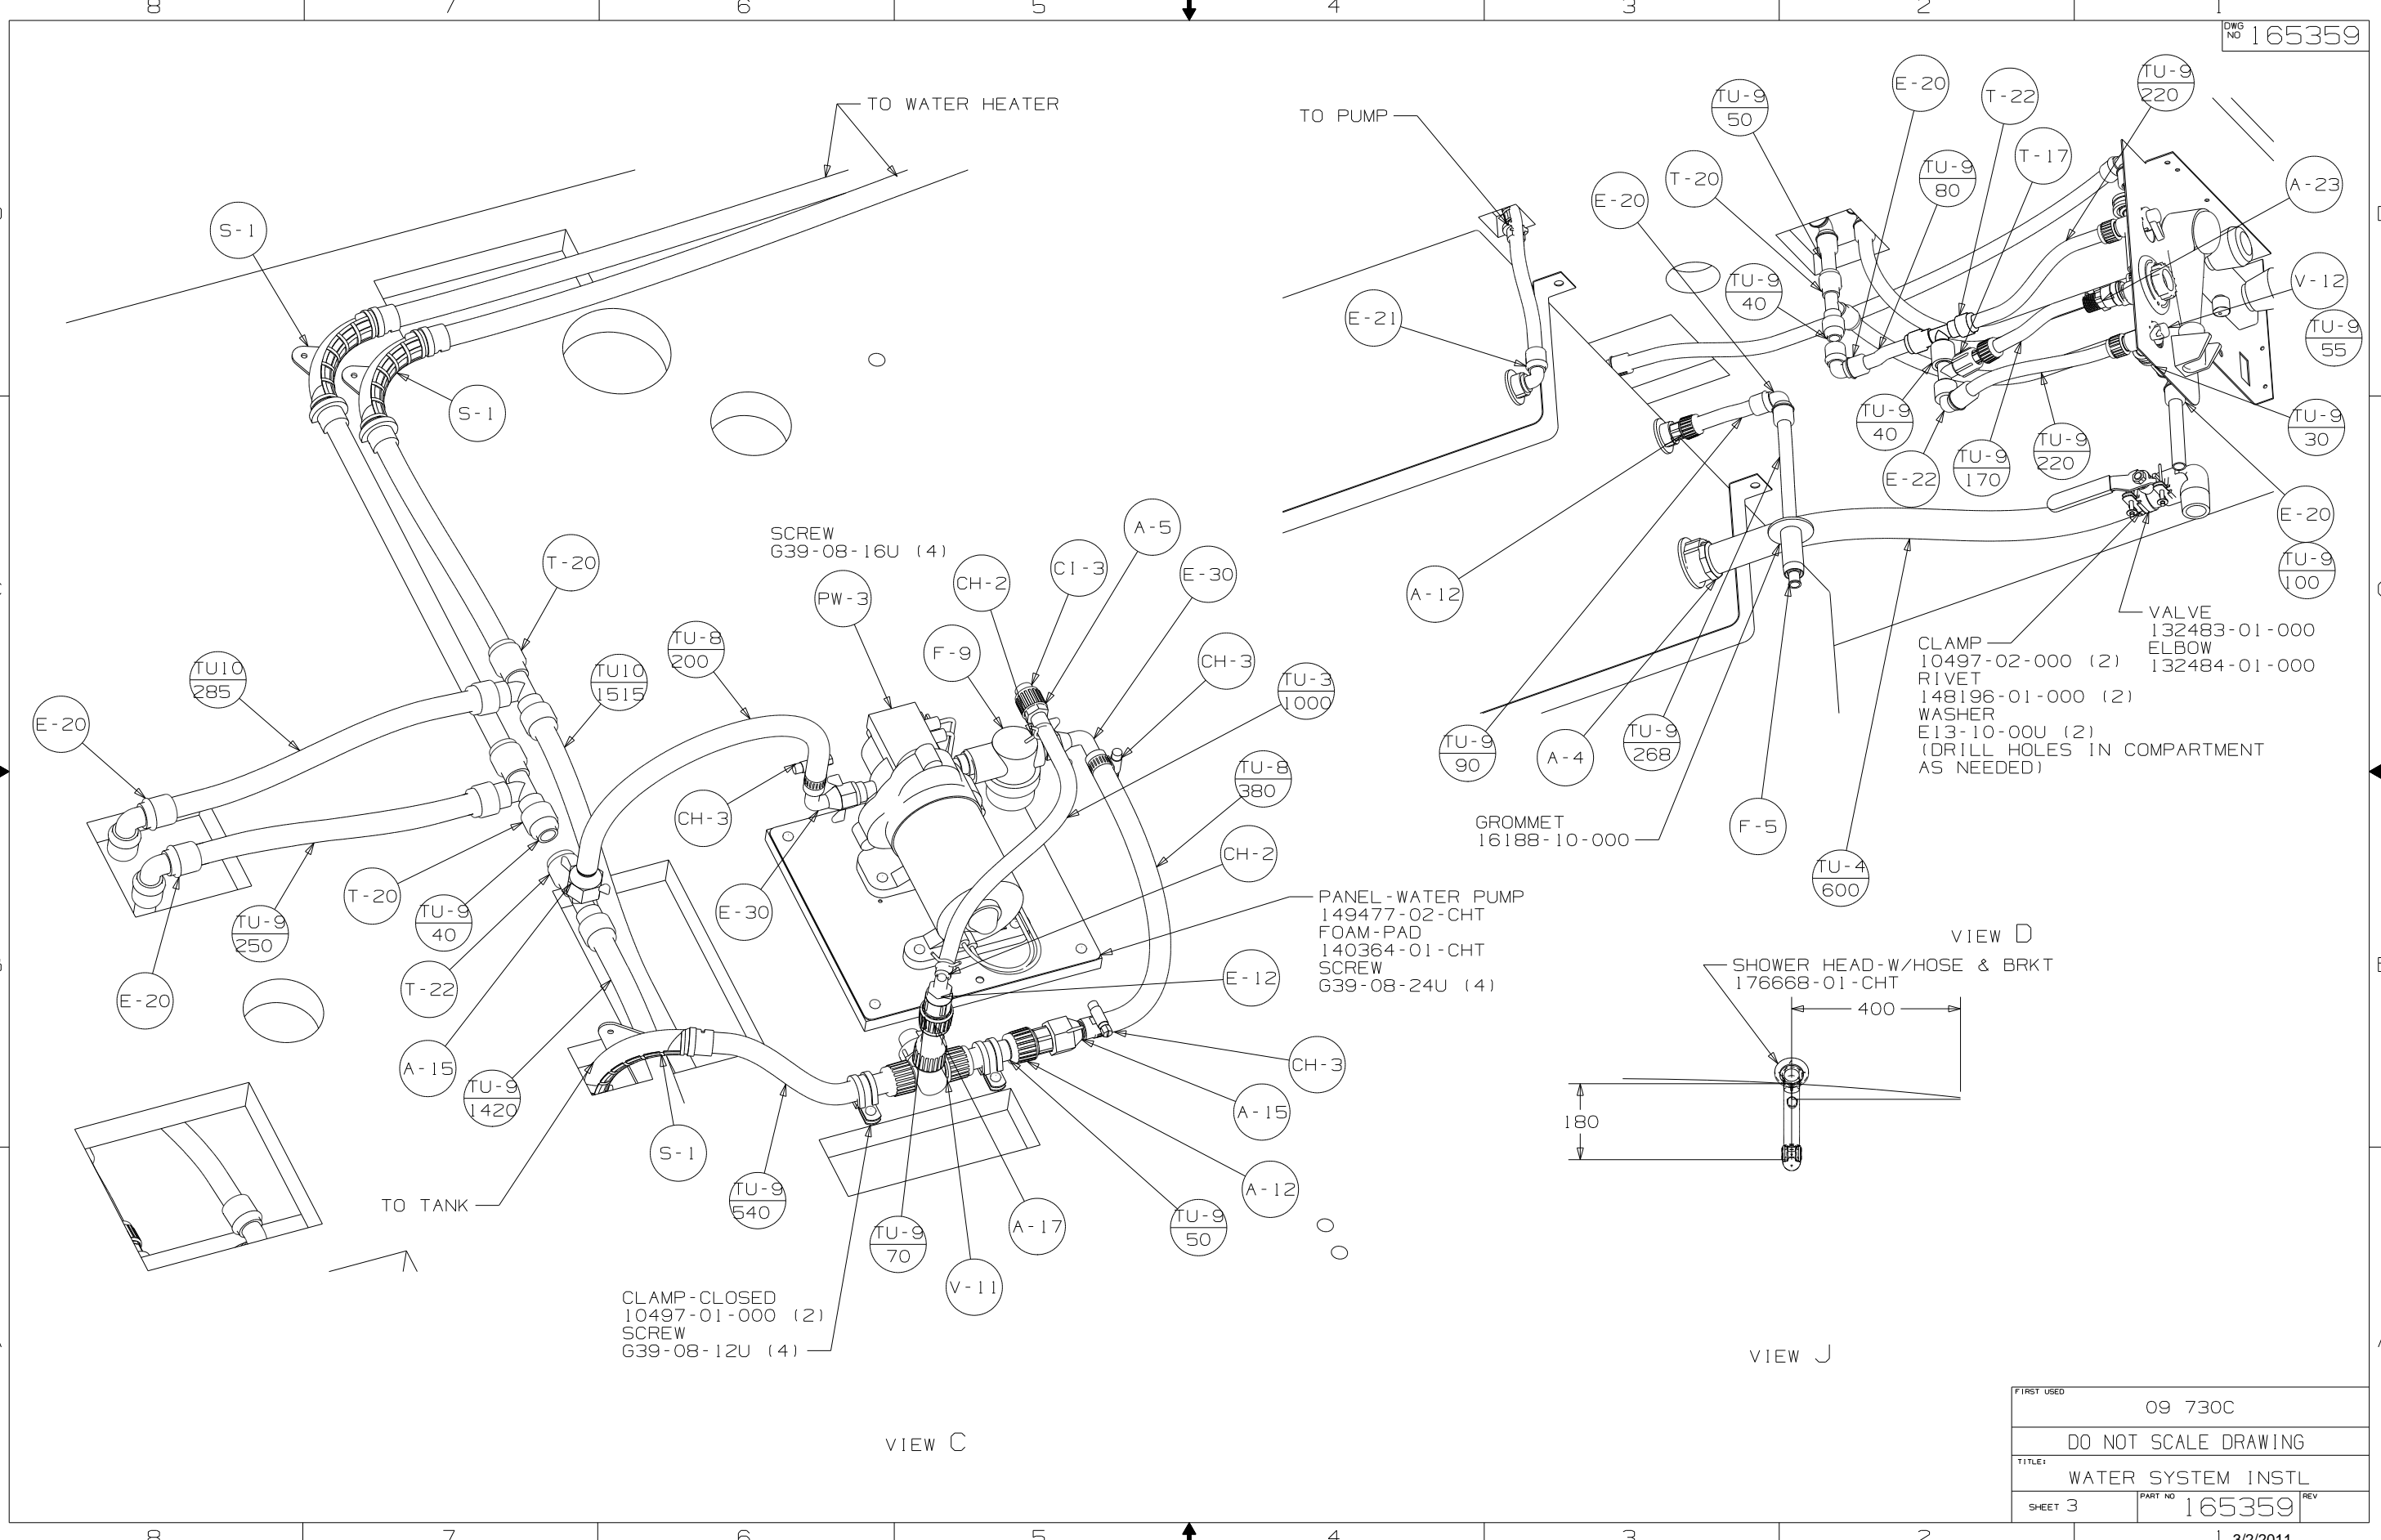 8 7 6 5 4 3 2 1
DWG NO 165359
TO WATER HEATER
S-1
S-1
T-20
TU10
285
TU10
1515
E-20
TU-8
200
SCREW
G39-08-16U (4)
PW-3
F-9
CH-2
CI-3
A-5
E-30
CH-3
TU-3
1000
TU-8
380
CH-3
CH-2
E-30
T-20
TU-9
40
TU-9
250
E-20
T-22
A-15
TU-9
1420
PANEL-WATER PUMP
149477-02-CHT
FOAM-PAD
140364-01-CHT
SCREW
G39-08-24U (4)
E-12
CH-3
A-15
A-12
TU-9
50
A-17
V-11
TU-9
70
TU-9
540
S-1
TO TANK
CLAMP-CLOSED
10497-01-000 (2)
SCREW
G39-08-12U (4)
VIEW C
TO PUMP
E-21
TU-9
50
E-20
T-22
TU-9
220
T-20
TU-9
80
T-17
A-23
E-20
TU-9
40
V-12
TU-9
55
TU-9
40
E-22
TU-9
170
TU-9
220
TU-9
30
E-20
TU-9
100
A-12
TU-9
90
A-4
TU-9
268
GROMMET
16188-10-000
F-5
TU-4
600
VALVE
132483-01-000
ELBOW
132484-01-000
CLAMP
10497-02-000 (2)
RIVET
148196-01-000 (2)
WASHER
E13-10-00U (2)
(DRILL HOLES IN COMPARTMENT
AS NEEDED)
VIEW D
SHOWER HEAD-W/HOSE & BRKT
176668-01-CHT
400
180
VIEW J
FIRST USED
09 730C
DO NOT SCALE DRAWING
TITLE:
WATER SYSTEM INSTL
SHEET 3 PART NO 165359 REV
8 7 6 5 4 3 2 1
3/2/2011